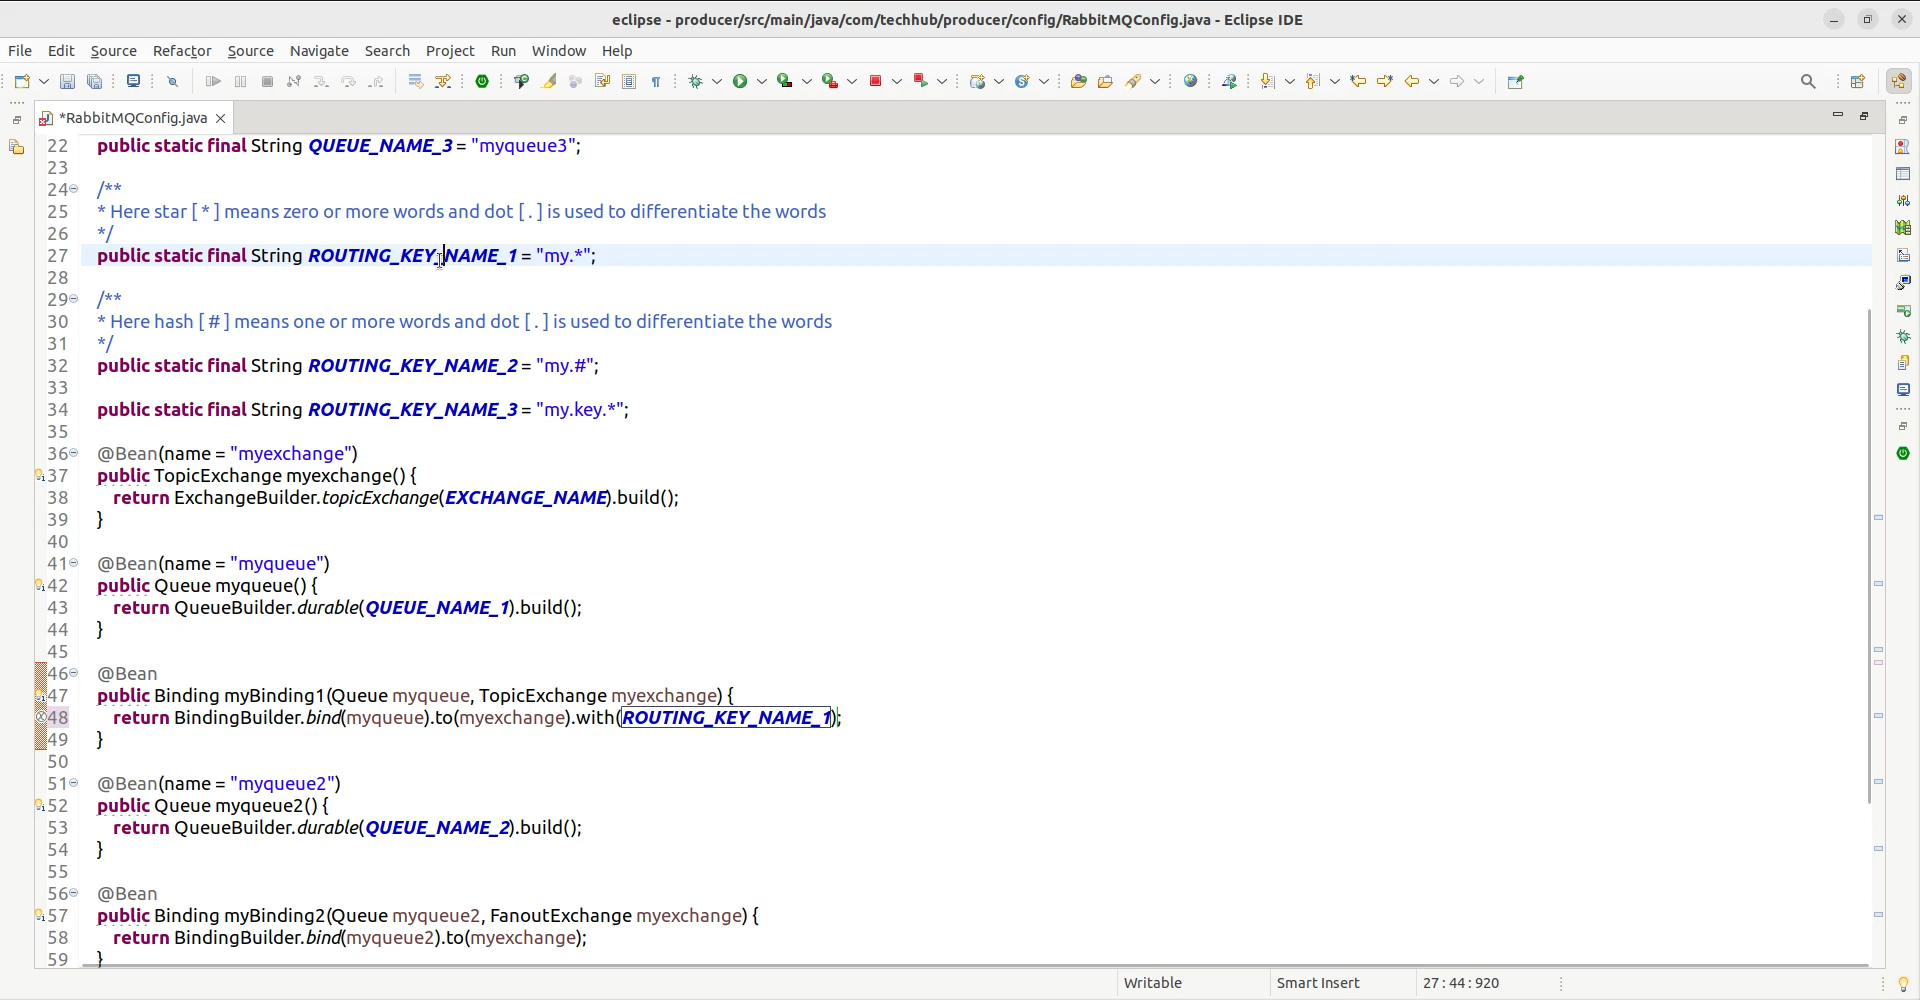 eclipse - producer/src/main/java/com/techhub/producer/config/RabbitMQConfig.java - Eclipse IDE
File Edit Source Refactor Source Navigate Search Project Run Window Help
*RabbitMQConfig.java
22 public static final String QUEUE_NAME_3 = "myqueue3";
23
24 /**
25 * Here star [ * ] means zero or more words and dot [ . ] is used to differentiate the words
26 */
27 public static final String ROUTING_KEY_NAME_1 = "my.*";
28
29 /**
30 * Here hash [ # ] means one or more words and dot [ . ] is used to differentiate the words
31 */
32 public static final String ROUTING_KEY_NAME_2 = "my.#";
33
34 public static final String ROUTING_KEY_NAME_3 = "my.key.*";
35
36 @Bean(name = "myexchange")
37 public TopicExchange myexchange() {
38 return ExchangeBuilder.topicExchange(EXCHANGE_NAME).build();
39 }
40
41 @Bean(name = "myqueue")
42 public Queue myqueue() {
43 return QueueBuilder.durable(QUEUE_NAME_1).build();
44 }
45
46 @Bean
47 public Binding myBinding1(Queue myqueue, TopicExchange myexchange) {
48 return BindingBuilder.bind(myqueue).to(myexchange).with(ROUTING_KEY_NAME_1);
49 }
50
51 @Bean(name = "myqueue2")
52 public Queue myqueue2() {
53 return QueueBuilder.durable(QUEUE_NAME_2).build();
54 }
55
56 @Bean
57 public Binding myBinding2(Queue myqueue2, FanoutExchange myexchange) {
58 return BindingBuilder.bind(myqueue2).to(myexchange);
59 }
Writable Smart Insert 27 : 44 : 920